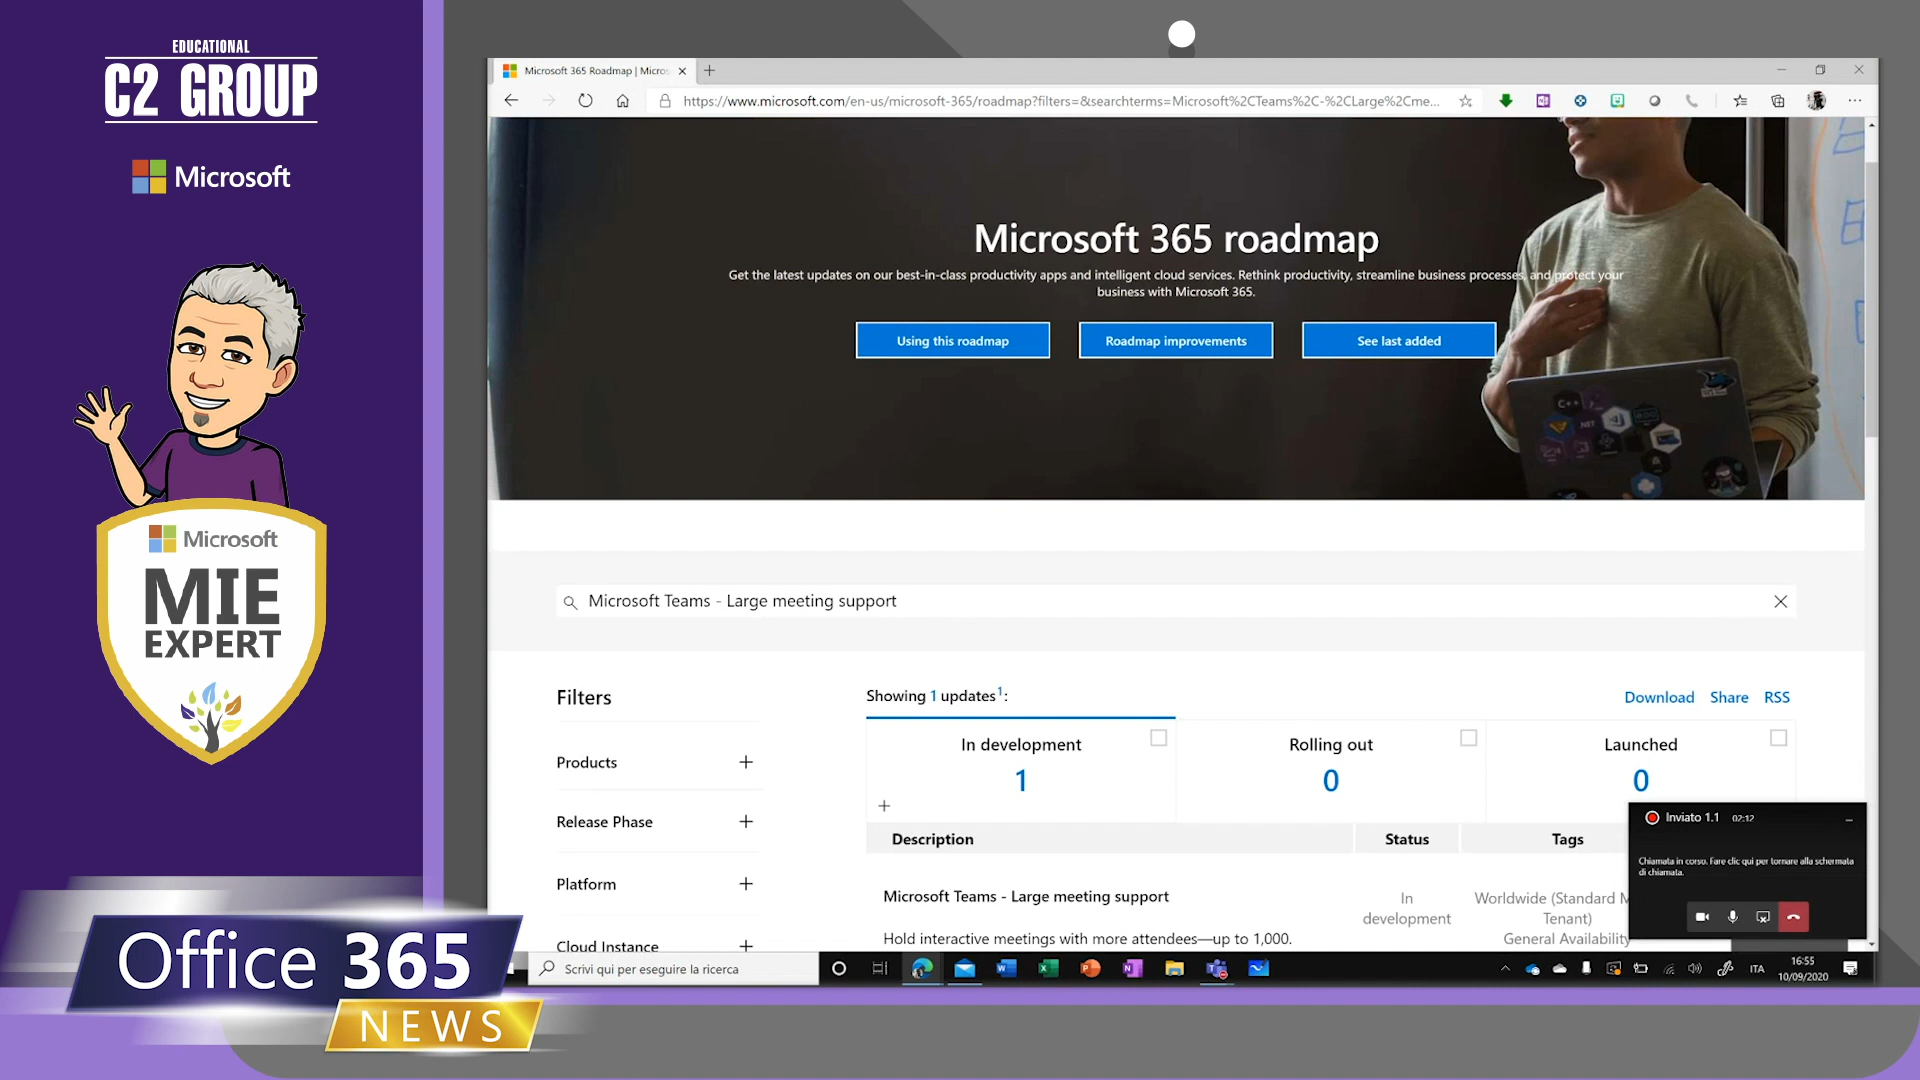 EDUCATIONAL
C2 GROUP
Microsoft
Microsoft
MIE
EXPERT
Office 365
NEWS
Microsoft 365 Roadmap | Micros
https://www.microsoft.com/en-us/microsoft-365/roadmap?filters=&searchterms=Microsoft%2CTeams%2C-%2CLarge%2Cme...
Microsoft 365 roadmap
Get the latest updates on our best-in-class productivity apps and intelligent cloud services. Rethink productivity, streamline business processes, and protect your
business with Microsoft 365.
Using this roadmap
Roadmap improvements
See last added
C++
.NET
Microsoft Teams - Large meeting support
Filters
Showing 1 updates1:
Download Share RSS
Products
Release Phase
Platform
Cloud Instance
In development
1
Rolling out
0
Launched
0
Description Status Tags
Microsoft Teams - Large meeting support
In
development
Worldwide (Standard M
Tenant)
General Availability
Hold interactive meetings with more attendees—up to 1,000.
Inviato 1.1 02:12
Chiamata in corso. Fare clic qui per tornare alla schermata
di chiamata.
Scrivi qui per eseguire la ricerca
ITA
16:55
10/09/2020